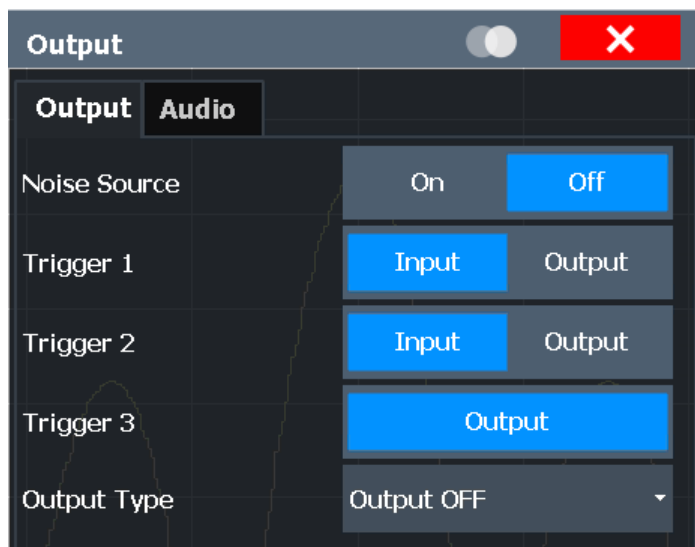 Output
Output Audio
Noise Source On Off
Trigger 1 Input Output
Trigger 2 Input Output
Trigger 3 Output
Output Type Output OFF